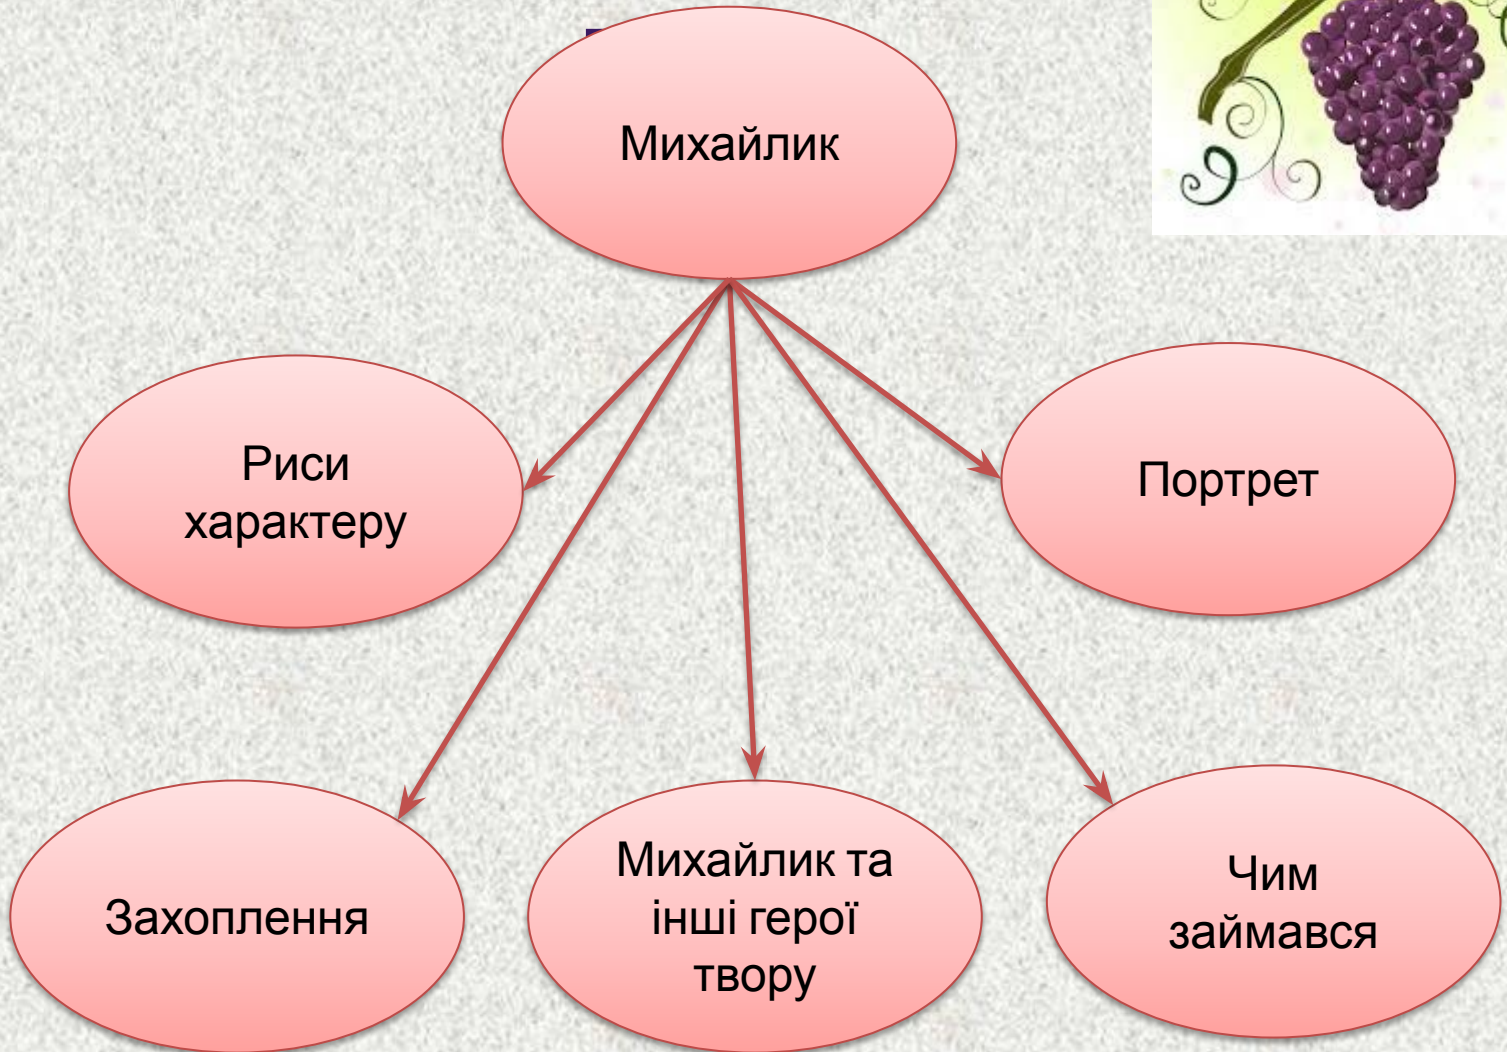 Михайлик
Риси
характеру
Портрет
Захоплення
Михайлик та
інші герої
твору
Чим
займався